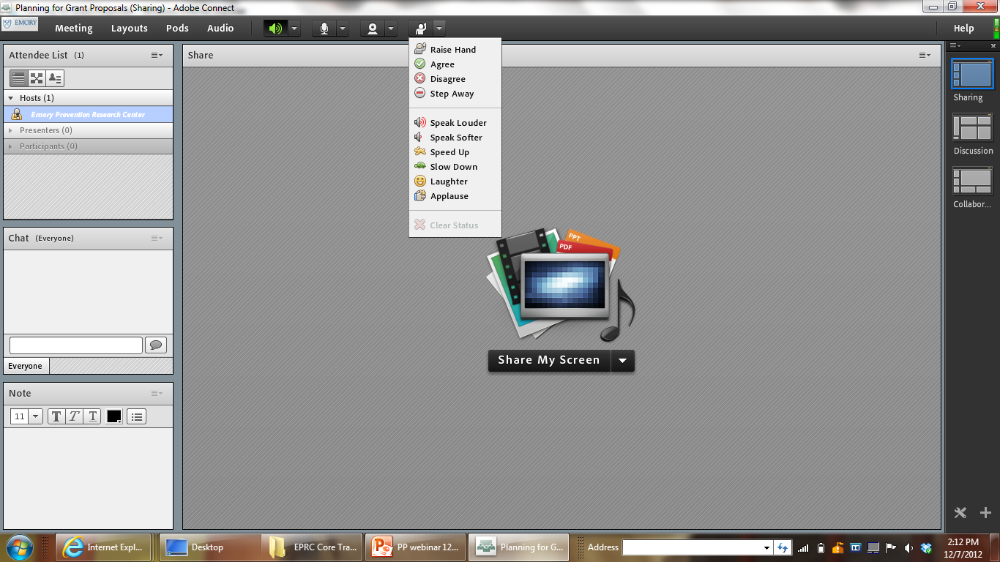 Planning for Grant Proposals (Sharing) - Adobe Connect
EMORY
Meeting Layouts Pods Audio Help
Attendee List (1)
Hosts (1)
Emory Prevention Research Center
Presenters (0)
Participants (0)
Chat (Everyone)
Everyone
Note
11 T T T
Share
Raise Hand
Agree
Disagree
Step Away
Speak Louder
Speak Softer
Speed Up
Slow Down
Laughter
Applause
Clear Status
PPT
PDF
Share My Screen
Sharing
Discussion
Collabor...
Internet Expl... Desktop EPRC Core Tra... PP webinar 12... Planning for G... Address
2:12 PM
12/7/2012